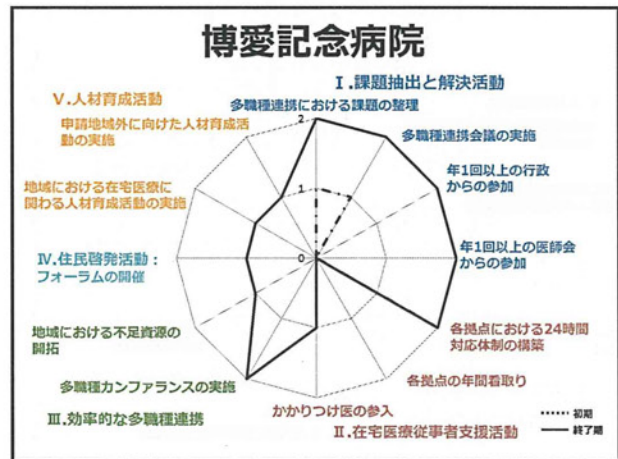 博愛記念病院
Ⅰ.課題抽出と解決活動
多職種連携における課題の整理
多職種連携会議の実施
年1回以上の行政
からの参加
年1回以上の医師会
からの参加
各拠点における24時間
対応体制の構築
各拠点の年間看取り
かかりつけ医の参入
Ⅱ.在宅医療従事者支援活動
多職種カンファランスの実施
Ⅲ.効率的な多職種連携
地域における不足資源の
開拓
Ⅳ.住民啓発活動：
フォーラムの開催
地域における在宅医療に
関わる人材育成活動の実施
申請地域外に向けた人材育成活
動の実施
Ⅴ.人材育成活動
2
1
0
初期
終了期